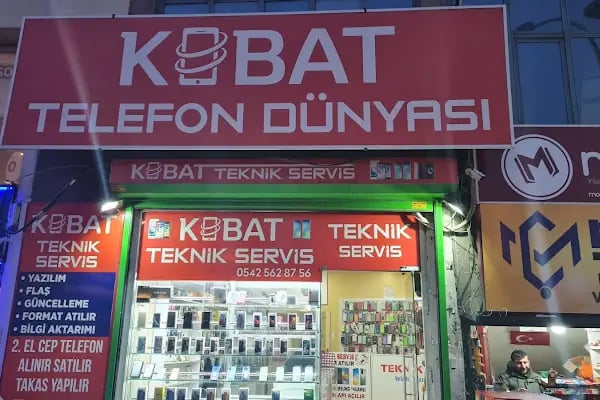 KOBAT
TELEFON DÜNYASI
KOBAT TEKNİK SERVİS
KOBAT
TEKNİK
SERVİS
• YAZILIM
• FLAŞ
• GÜNCELLEME
• FORMAT ATILIR
• BİLGİ AKTARIMI
2. EL CEP TELEFON
ALINIR SATILIR
TAKAS YAPILIR
KOBAT
TEKNİK SERVİS
TEKNİK
SERVİS
0542 562 87 56
TEKNİK
M